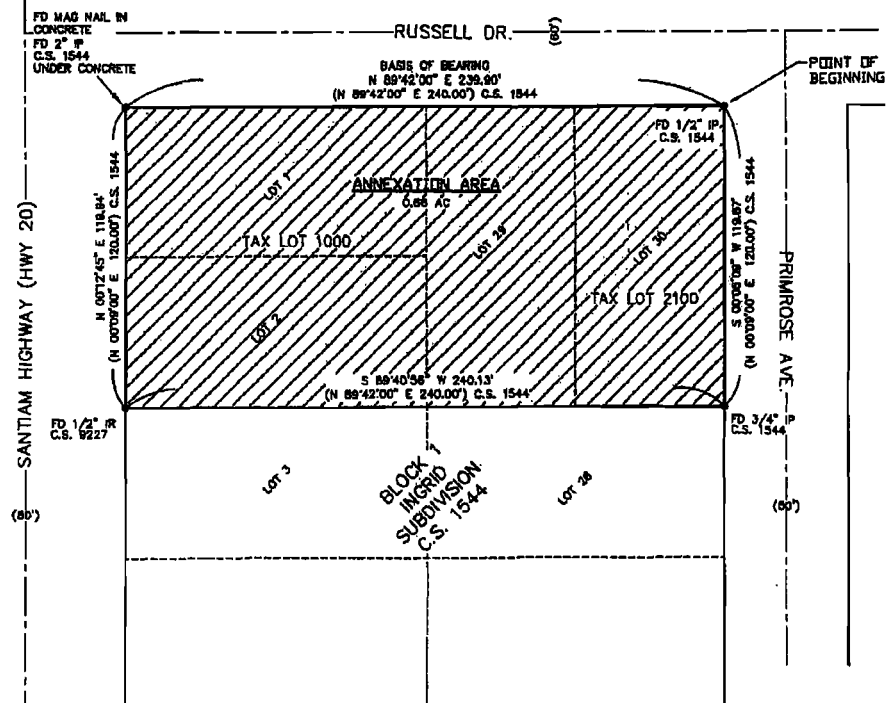 FD MAG NAIL IN
CONCRETE
FD 2" IP
C.S. 1544
UNDER CONCRETE
RUSSELL DR.
(60')
BASIS OF BEARING
N 89°42'00" E 239.90'
(N 89°42'00" E 240.00') C.S. 1544
POINT OF
BEGINNING
FD 1/2" IP
C.S. 1544
LOT 1
ANNEXATION AREA
0.66 AC
N 00°12'45" E 119.84'
(N 00°09'00" E 120.00') C.S. 1544
TAX LOT 1000
LOT 29
LOT 30
S 00°06'09" W 119.87'
(N 00°09'00" E 120.00') C.S. 1544
TAX LOT 2100
LOT 2
SANTIAM HIGHWAY (HWY 20)
PRIMROSE AVE.
S 89°40'56" W 240.13'
(N 89°42'00" E 240.00') C.S. 1544
FD 1/2" IR
C.S. 9227
FD 3/4" IP
C.S. 1544
LOT 3
BLOCK 1
INGRID
SUBDIVISION
C.S. 1544
LOT 28
(80')